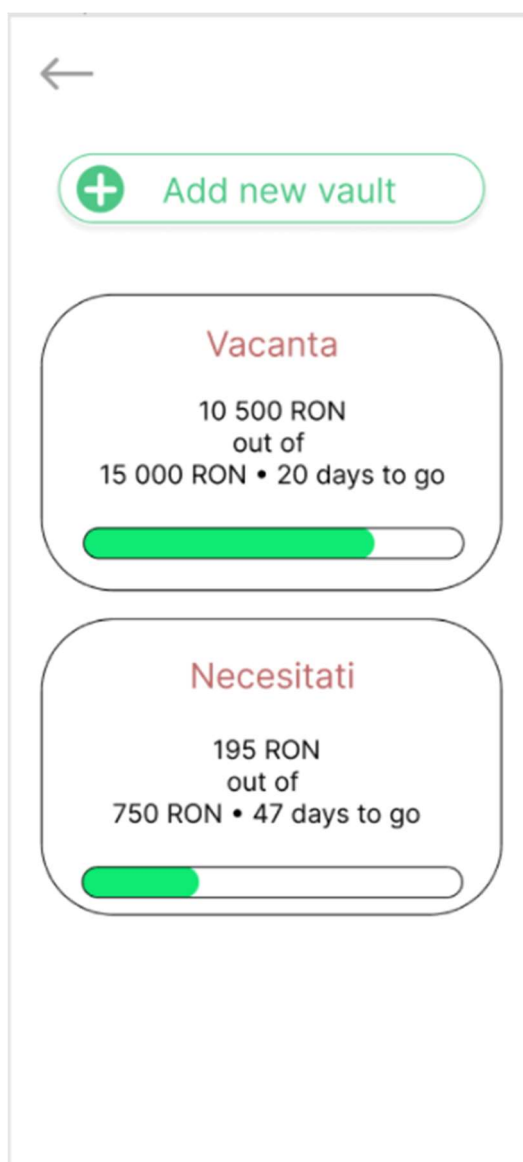 Add new vault
Vacanta
10 500 RON
out of
15 000 RON • 20 days to go
Necesitati
195 RON
out of
750 RON • 47 days to go